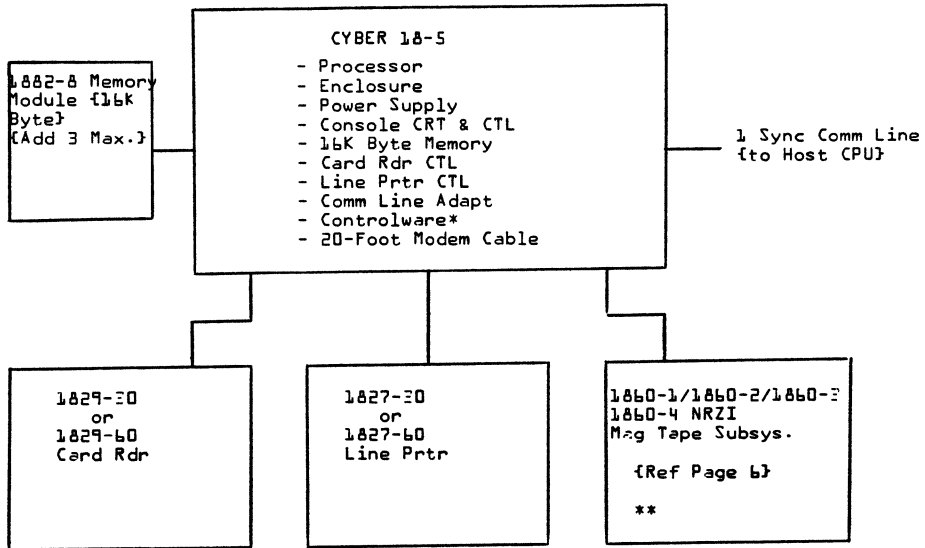 CYBER 18-5
- Processor
- Enclosure
- Power Supply
- Console CRT & CTL
- 16K Byte Memory
- Card Rdr CTL
- Line Prtr CTL
- Comm Line Adapt
- Controlware*
- 20-Foot Modem Cable
1882-8 Memory
Module {16K
Byte}
{Add 3 Max.}
1 Sync Comm Line
{to Host CPU}
1829-30
or
1829-60
Card Rdr
1827-30
or
1827-60
Line Prtr
1860-1/1860-2/1860-3
1860-4 NRZI
Mag Tape Subsys.
{Ref Page 6}
**